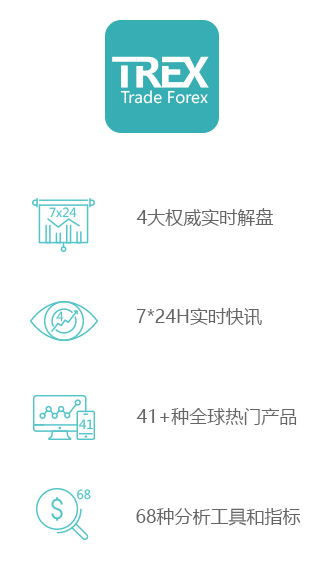 TREX
Trade Forex
7x24
4大权威实时解盘
4
7*24H实时快讯
41
41+种全球热门产品
$
68
68种分析工具和指标